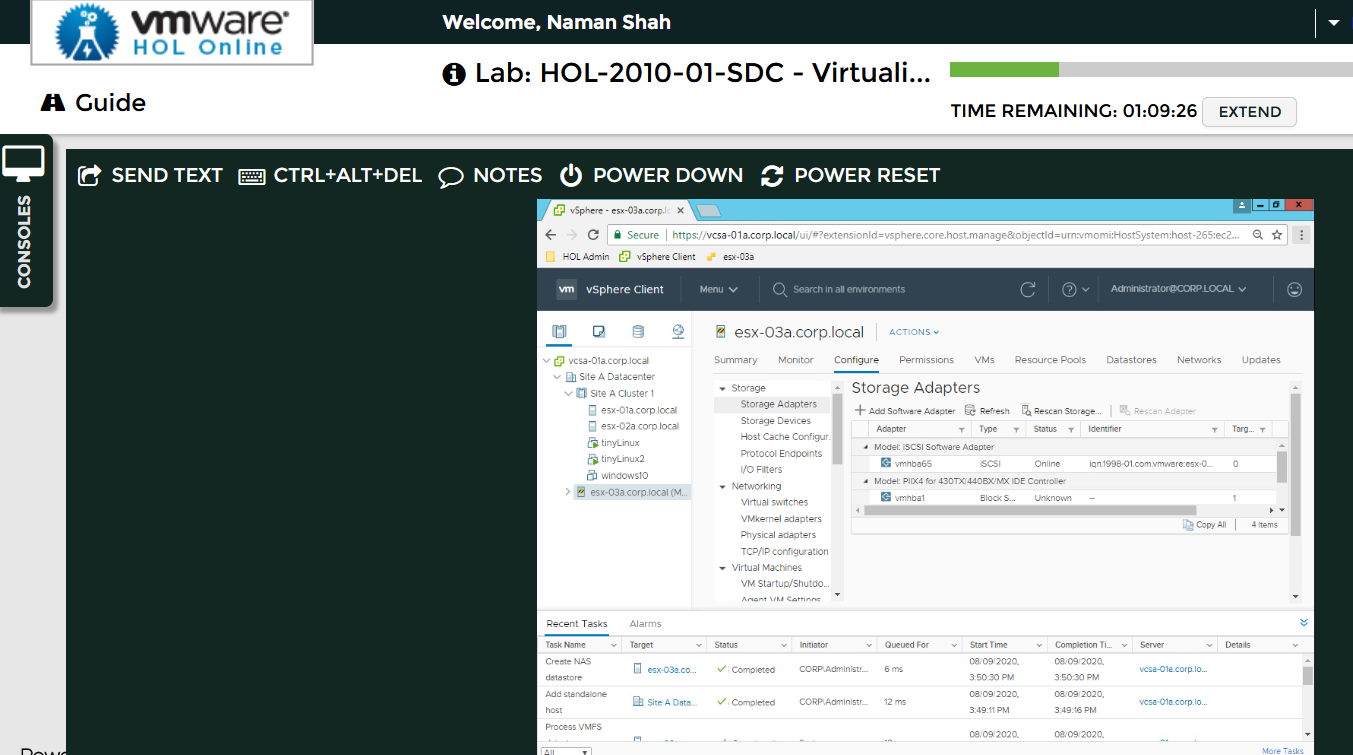 vmware®
HOL Online
Welcome, Naman Shah
Lab: HOL-2010-01-SDC - Virtuali...
Guide
TIME REMAINING: 01:09:26 EXTEND
CONSOLES
SEND TEXT CTRL+ALT+DEL NOTES POWER DOWN POWER RESET
vSphere - esx-03a.corp.lo
Secure https://vcsa-01a.corp.local/ui/#?extensionId=vsphere.core.host.manage&objectId=urn:vmomi:HostSystem:host-265:ec2...
HOL Admin vSphere Client esx-03a
vm vSphere Client Menu Search in all environments Administrator@CORP.LOCAL
esx-03a.corp.local ACTIONS
Summary Monitor Configure Permissions VMs Resource Pools Datastores Networks Updates
vcsa-01a.corp.local
Site A Datacenter
Site A Cluster 1
esx-01a.corp.local
esx-02a.corp.local
tinyLinux
tinyLinux2
windows10
esx-03a.corp.local (M...
Storage
Storage Adapters
Storage Devices
Host Cache Configur.
Protocol Endpoints
I/O Filters
Networking
Virtual switches
VMkernel adapters
Physical adapters
TCP/IP configuration
Virtual Machines
VM Startup/Shutdo...
Agent VM Settings
Storage Adapters
Add Software Adapter Refresh Rescan Storage... Rescan Adapter
Adapter Type Status Identifier Targ...
Model: iSCSI Software Adapter
vmhba65 iSCSI Online iqn.1998-01.com.vmware:esx-0... 0
Model: PIIX4 for 430TX/440BX/MX IDE Controller
vmhba1 Block S... Unknown -- 1
Copy All 4 items
Recent Tasks Alarms
Task Name Target Status Initiator Queued For Start Time Completion Ti... Server Details
Create NAS datastore esx-03a.co... Completed CORP\Administr... 6 ms 08/09/2020, 3:50:30 PM 08/09/2020, 3:50:30 PM vcsa-01a.corp.lo...
Add standalone host Site A Data... Completed CORP\Administr... 12 ms 08/09/2020, 3:49:11 PM 08/09/2020, 3:49:16 PM vcsa-01a.corp.lo...
Process VMFS 08/09/2020, 08/09/2020,
All More Tasks